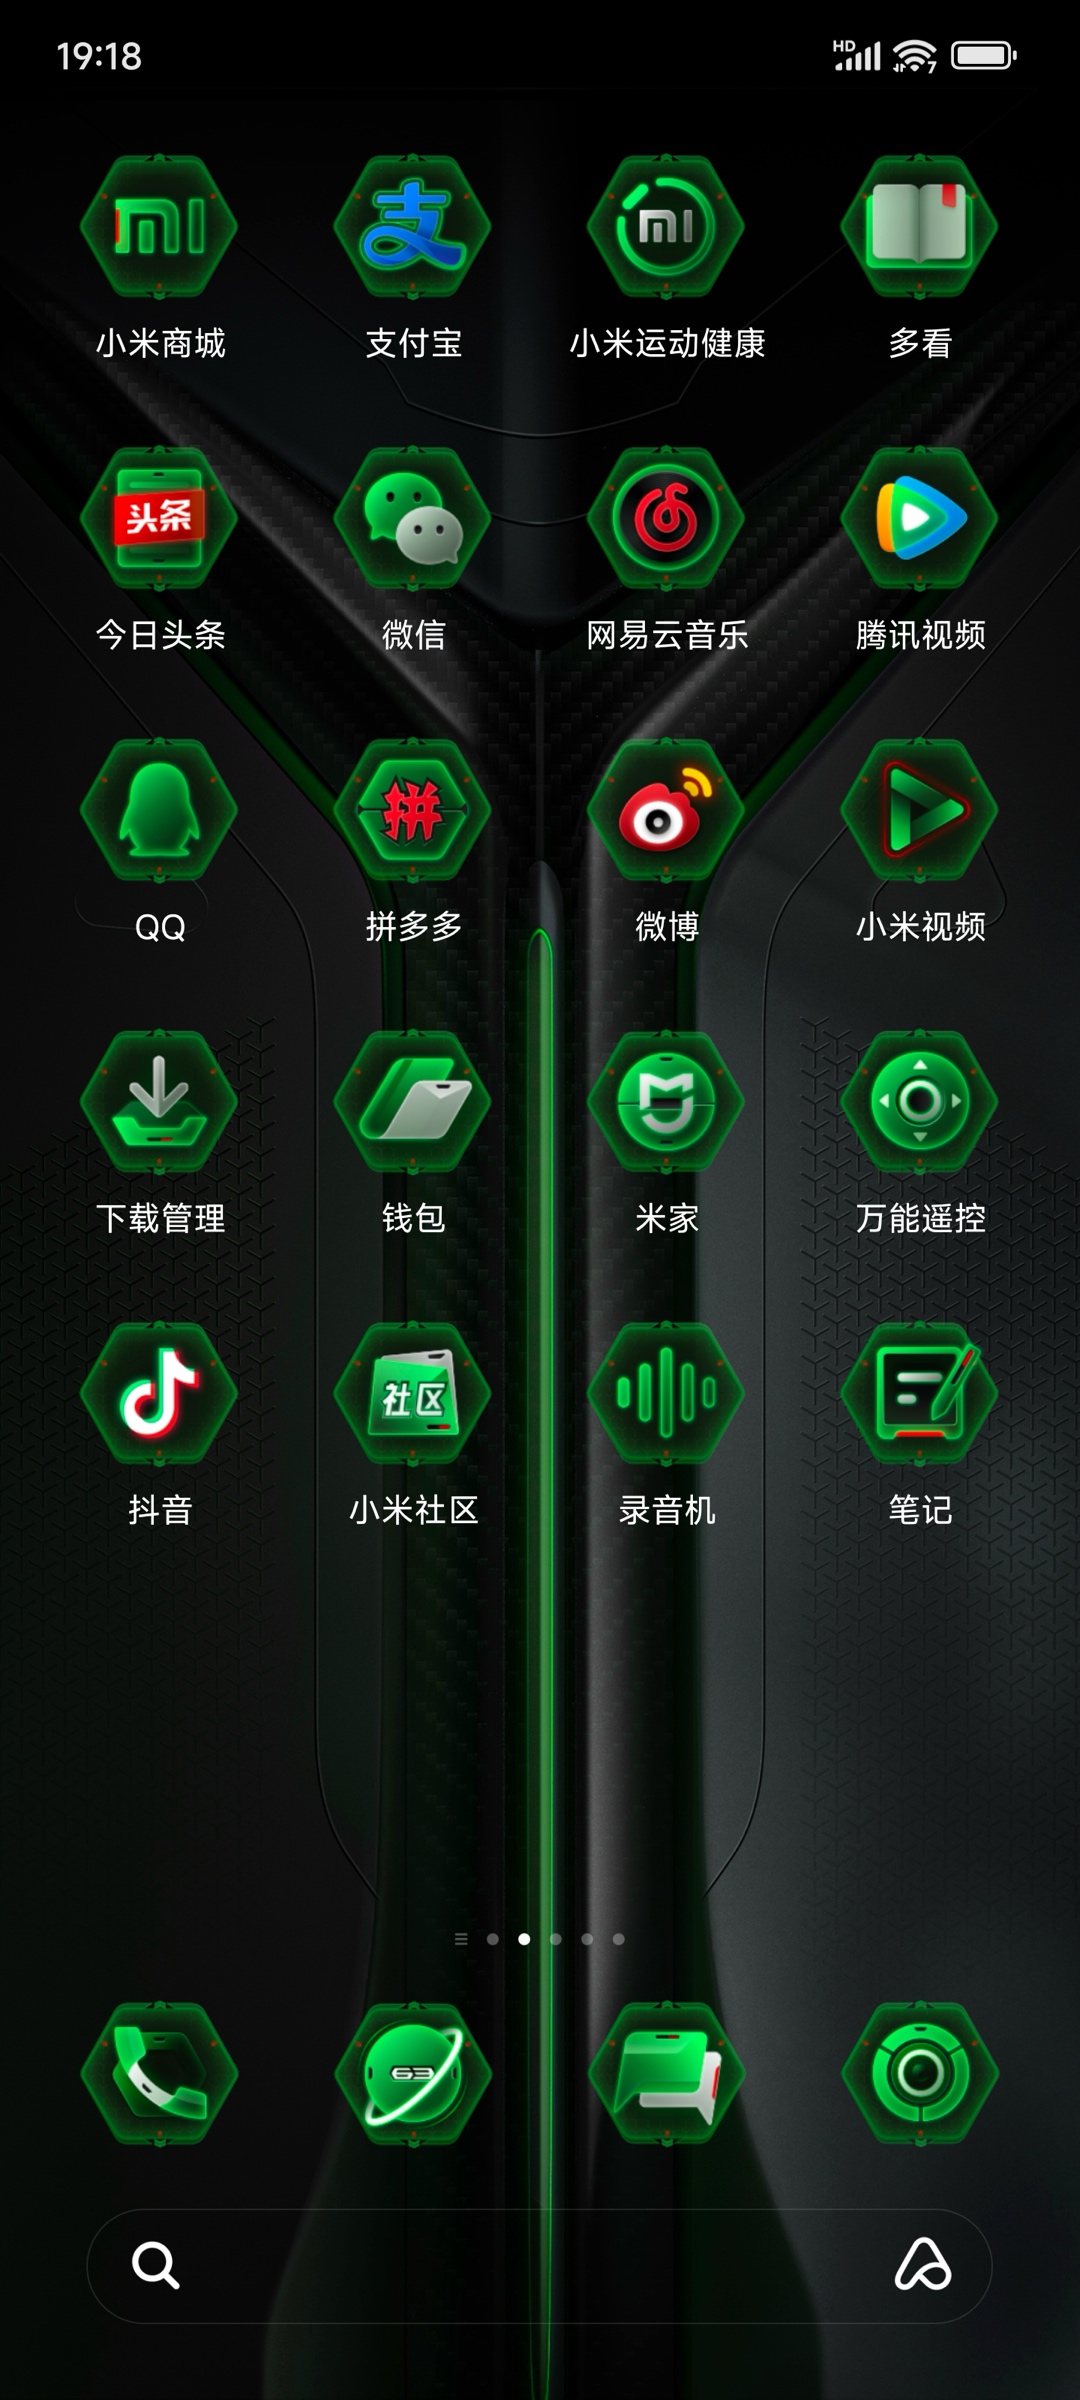 19:18
HD
7
小米商城
支付宝
小米运动健康
多看
头条
今日头条
微信
网易云音乐
腾讯视频
拼
QQ
拼多多
微博
小米视频
下载管理
钱包
米家
万能遥控
社区
抖音
小米社区
录音机
笔记